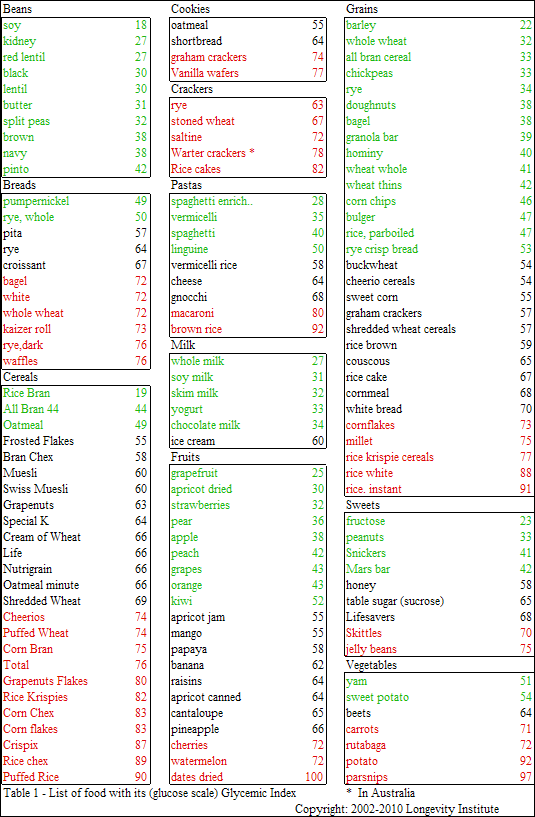 Beans
soy 18
kidney 27
red lentil 27
black 30
lentil 30
butter 31
split peas 32
brown 38
navy 38
pinto 42
Breads
pumpernickel 49
rye, whole 50
pita 57
rye 64
croissant 67
bagel 72
white 72
whole wheat 72
kaizer roll 73
rye,dark 76
waffles 76
Cereals
Rice Bran 19
All Bran 44 44
Oatmeal 49
Frosted Flakes 55
Bran Chex 58
Muesli 60
Swiss Muesli 60
Grapenuts 63
Special K 64
Cream of Wheat 66
Life 66
Nutrigrain 66
Oatmeal minute 66
Shredded Wheat 69
Cheerios 74
Puffed Wheat 74
Corn Bran 75
Total 76
Grapenuts Flakes 80
Rice Krispies 82
Corn Chex 83
Corn flakes 83
Crispix 87
Rice chex 89
Puffed Rice 90
Cookies
oatmeal 55
shortbread 64
graham crackers 74
Vanilla wafers 77
Crackers
rye 63
stoned wheat 67
saltine 72
Warter crackers * 78
Rice cakes 82
Pastas
spaghetti enrich.. 28
vermicelli 35
spaghetti 40
linguine 50
vermicelli rice 58
cheese 64
gnocchi 68
macaroni 80
brown rice 92
Milk
whole milk 27
soy milk 31
skim milk 32
yogurt 33
chocolate milk 34
ice cream 60
Fruits
grapefruit 25
apricot dried 30
strawberries 32
pear 36
apple 38
peach 42
grapes 43
orange 43
kiwi 52
apricot jam 55
mango 55
papaya 58
banana 62
raisins 64
apricot canned 64
cantaloupe 65
pineapple 66
cherries 72
watermelon 72
dates dried 100
Grains
barley 22
whole wheat 32
all bran cereal 33
chickpeas 33
rye 34
doughnuts 38
bagel 38
granola bar 39
hominy 40
wheat whole 41
wheat thins 42
corn chips 46
bulger 47
rice, parboiled 47
rye crisp bread 53
buckwheat 54
cheerio cereals 54
sweet corn 55
graham crackers 57
shredded wheat cereals 57
rice brown 59
couscous 65
rice cake 67
cornmeal 68
white bread 70
cornflakes 73
millet 75
rice krispie cereals 77
rice white 88
rice. instant 91
Sweets
fructose 23
peanuts 33
Snickers 41
Mars bar 42
honey 58
table sugar (sucrose) 65
Lifesavers 68
Skittles 70
jelly beans 75
Vegetables
yam 51
sweet potato 54
beets 64
carrots 71
rutabaga 72
potato 92
parsnips 97
Table 1 - List of food with its (glucose scale) Glycemic Index
* In Australia
Copyright: 2002-2010 Longevity Institute